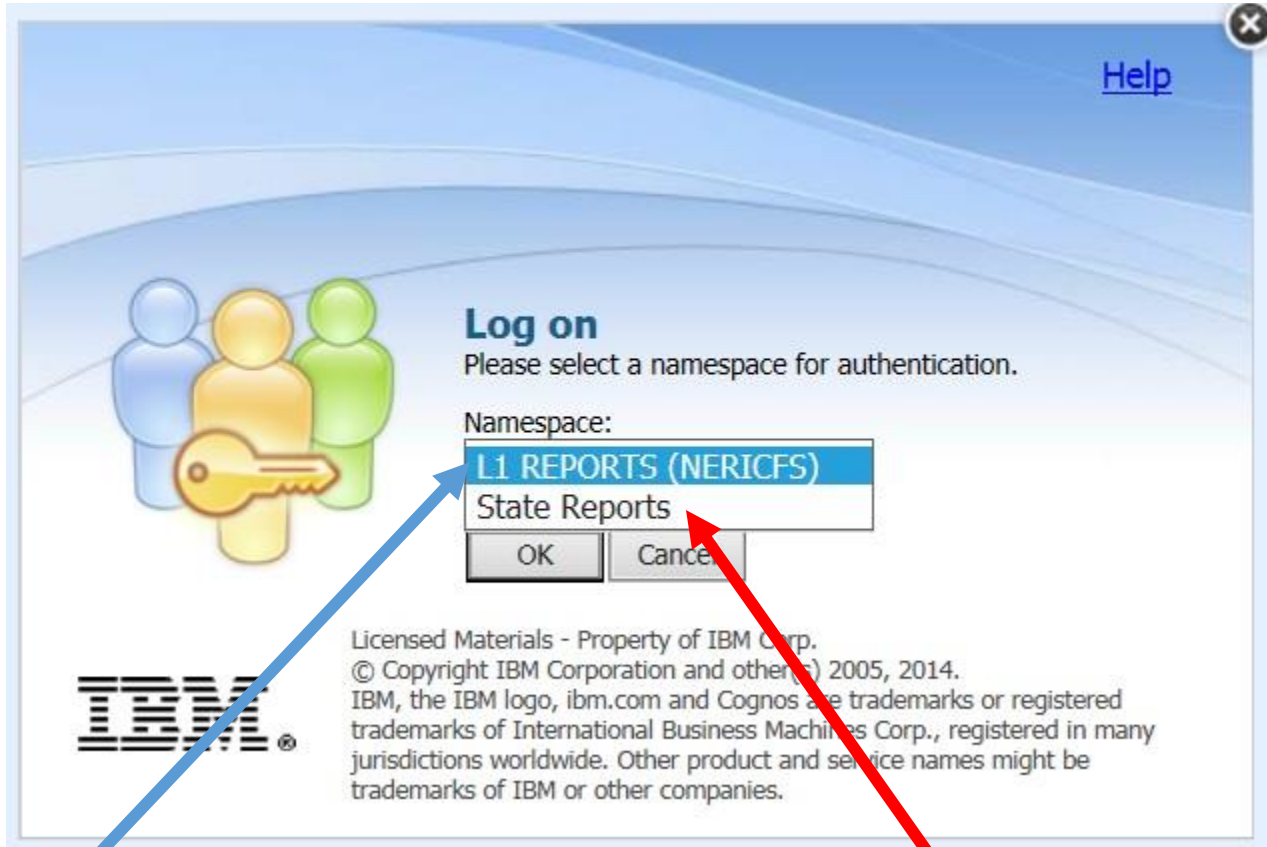 Help
Log on
Please select a namespace for authentication.
Namespace:
L1 REPORTS (NERICFS)
State Reports
OK Cancel
Licensed Materials - Property of IBM Corp.
© Copyright IBM Corporation and other(s) 2005, 2014.
IBM, the IBM logo, ibm.com and Cognos are trademarks or registered
trademarks of International Business Machines Corp., registered in many
jurisdictions worldwide. Other product and service names might be
trademarks of IBM or other companies.
IBM®